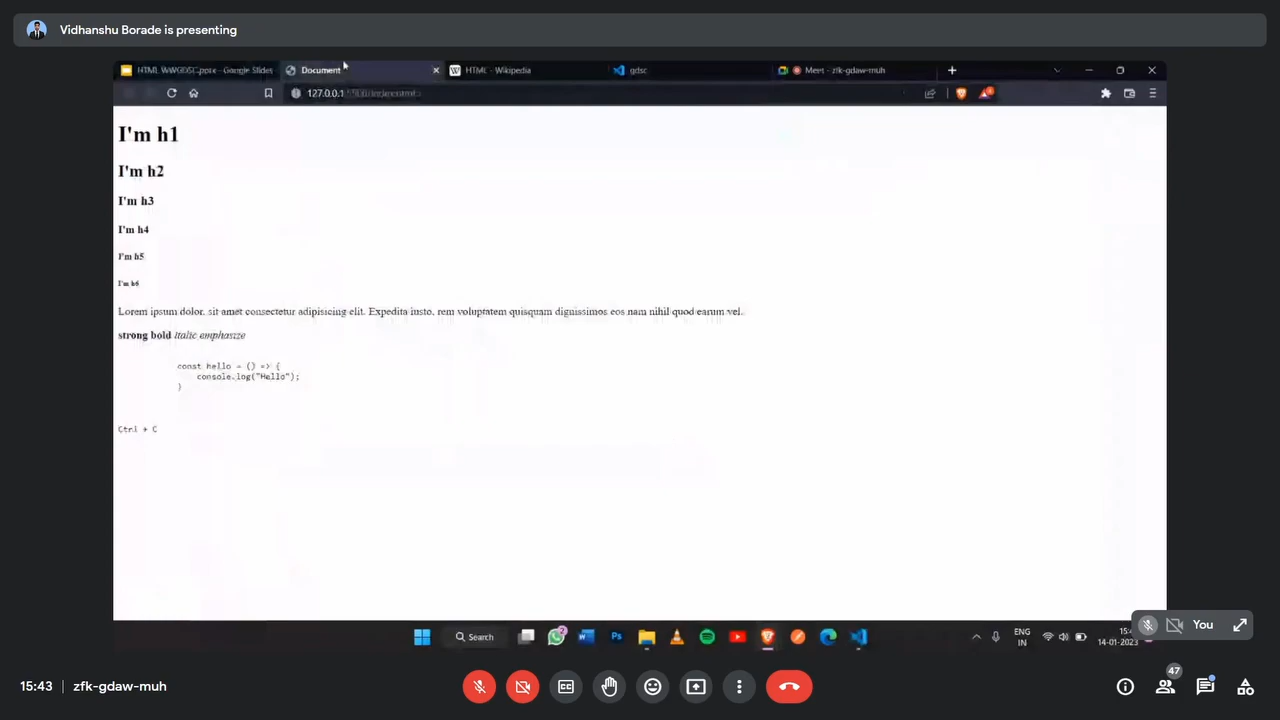 Vidhanshu Borade is presenting
HTML WWGDSC.pptx - Google Slides
Document
HTML - Wikipedia
gdsc
Meet - zfk-gdaw-muh
127.0.0.1
I'm h1
I'm h2
I'm h3
I'm h4
I'm h5
I'm h6
Lorem ipsum dolor, sit amet consectetur adipisicing elit. Expedita iusto, rem voluptatem quisquam dignissimos eos nam nihil quod earum vel.
strong bold italic emphasize
const hello = () => {
console.log("Hello");
}
Ctrl + C
Search
ENG
IN
14-01-2023
You
15:43 | zfk-gdaw-muh
47